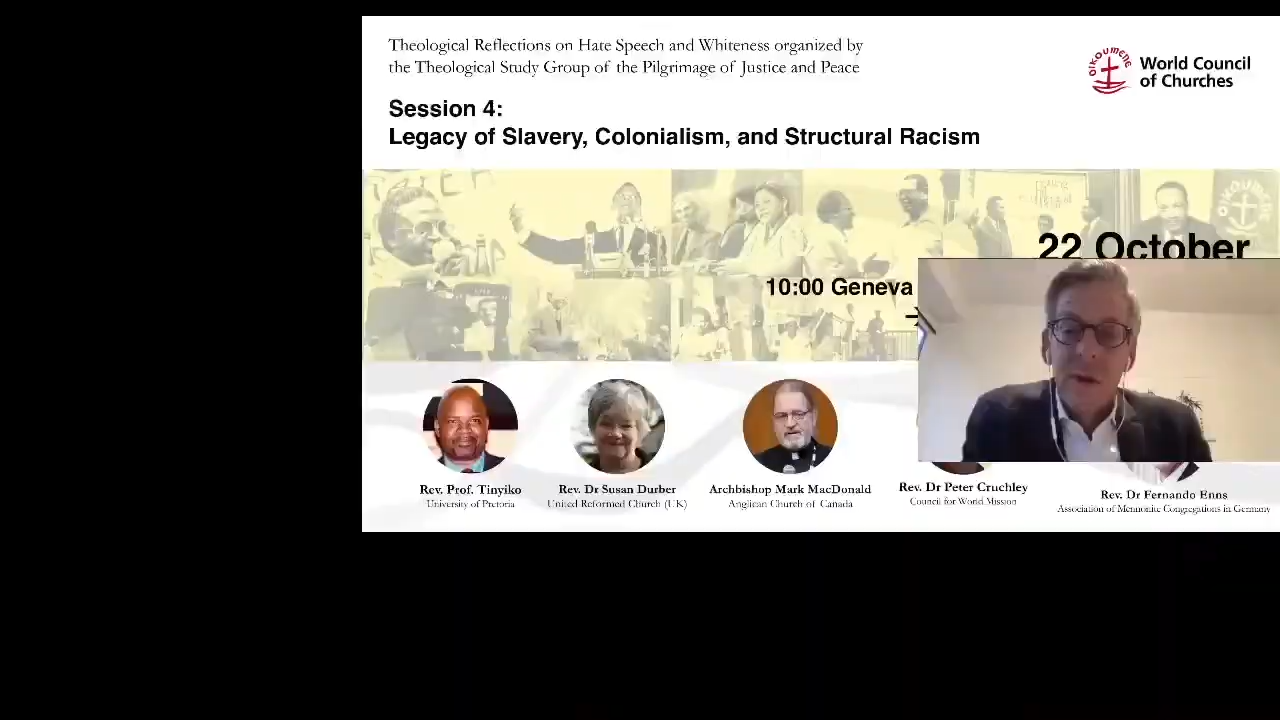 Theological Reflections on Hate Speech and Whiteness organized by
the Theological Study Group of the Pilgrimage of Justice and Peace
OIKOUMENE
World Council
of Churches
Session 4:
Legacy of Slavery, Colonialism, and Structural Racism
OIKOUMENE
22 October
10:00 Geneva
Rev. Prof. Tinyiko
University of Pretoria
Rev. Dr Susan Durber
United Reformed Church (UK)
Archbishop Mark MacDonald
Anglican Church of Canada
Rev. Dr Peter Cruchley
Council for World Mission
Rev. Dr Fernando Enns
Association of Mennonite Congregations in Germany